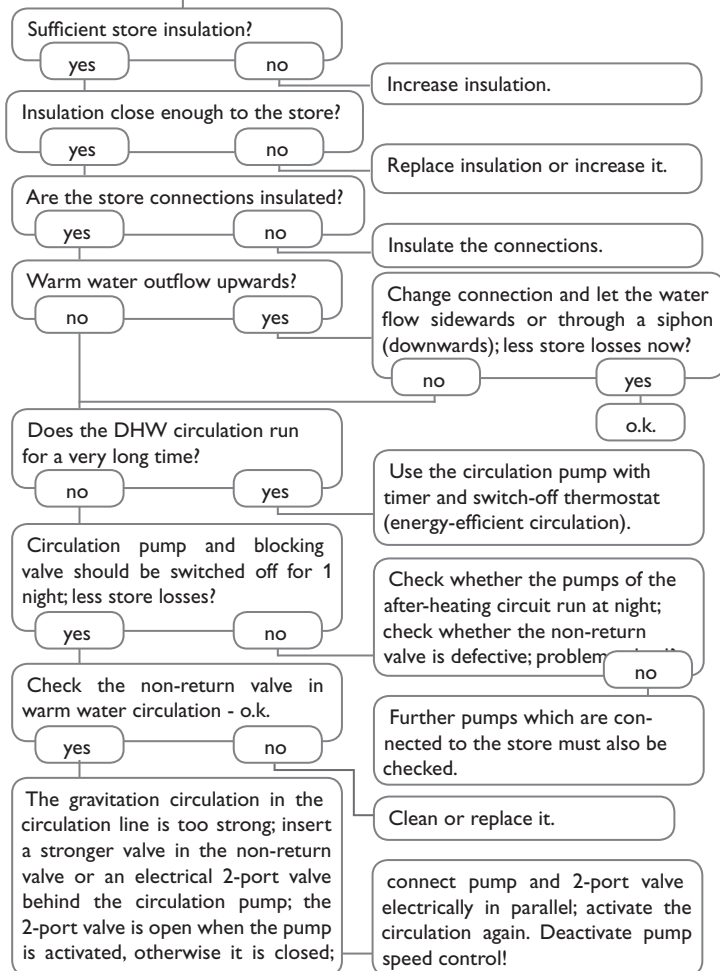 Sufficient store insulation?
yes
no
Increase insulation.
Insulation close enough to the store?
yes
no
Replace insulation or increase it.
Are the store connections insulated?
yes
no
Insulate the connections.
Warm water outflow upwards?
no
yes
Change connection and let the water
flow sidewards or through a siphon
(downwards); less store losses now?
no
yes
o.k.
Does the DHW circulation run
for a very long time?
no
yes
Use the circulation pump with
timer and switch-off thermostat
(energy-efficient circulation).
Circulation pump and blocking
valve should be switched off for 1
night; less store losses?
yes
no
Check whether the pumps of the
after-heating circuit run at night;
check whether the non-return
valve is defective; problem
no
Further pumps which are con-
nected to the store must also be
checked.
Check the non-return valve in
warm water circulation - o.k.
yes
no
Clean or replace it.
The gravitation circulation in the
circulation line is too strong; insert
a stronger valve in the non-return
valve or an electrical 2-port valve
behind the circulation pump; the
2-port valve is open when the pump
is activated, otherwise it is closed;
connect pump and 2-port valve
electrically in parallel; activate the
circulation again. Deactivate pump
speed control!